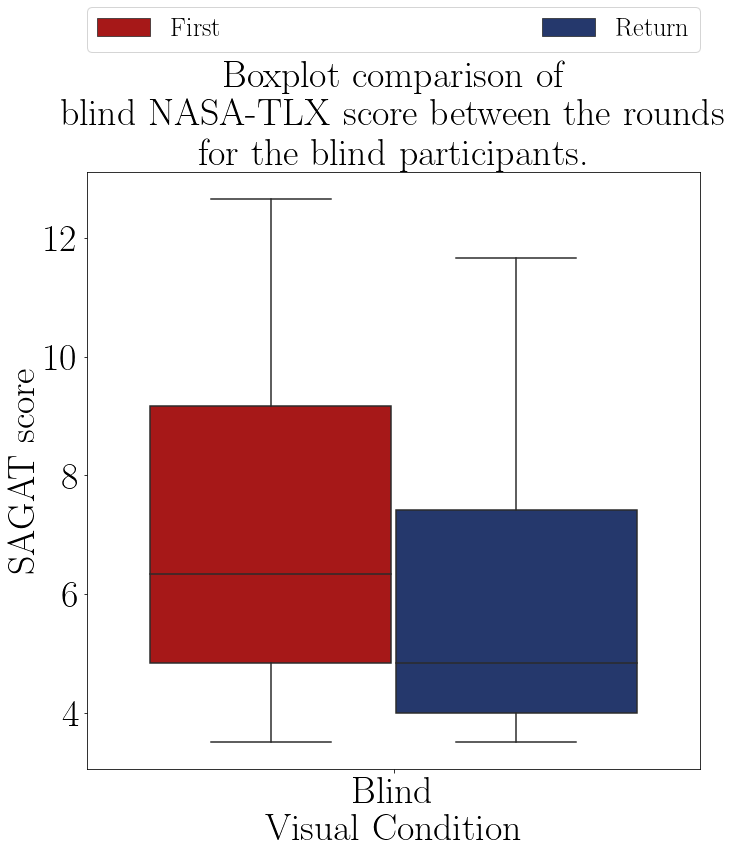 First
Return
Boxplot comparison of
blind NASA-TLX score between the rounds
for the blind participants.
12
10
8
6
4
SAGAT score
Blind
Visual Condition